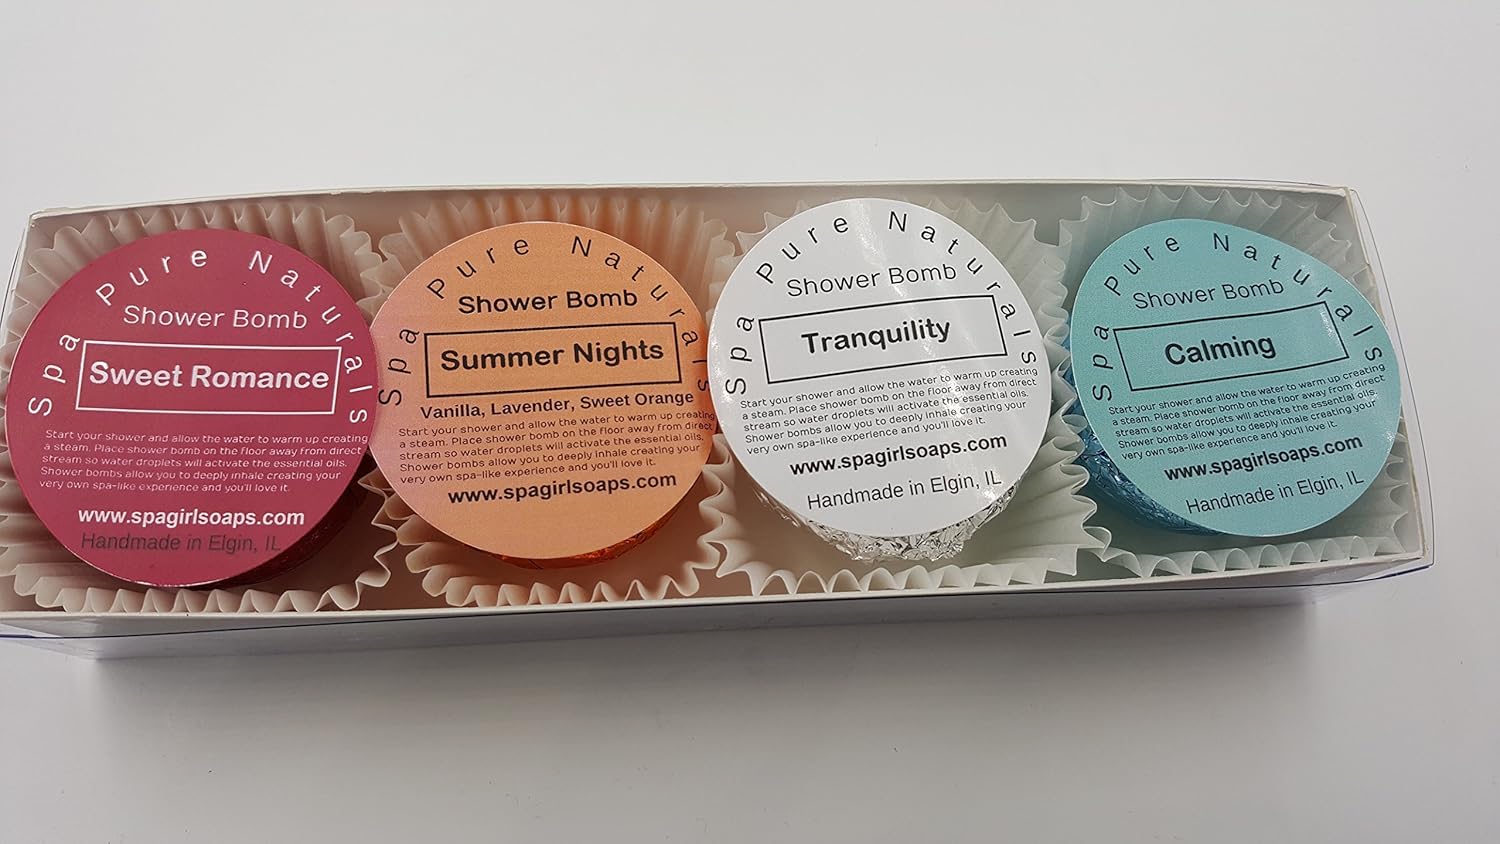 Spa Pure Naturals
Shower Bomb
Sweet Romance
Start your shower and allow the water to warm up creating
a steam. Place shower bomb on the floor away from direct
stream so water droplets will activate the essential oils.
Shower bombs allow you to deeply inhale creating your
very own spa-like experience and you'll love it.
www.spagirlsoaps.com
Handmade in Elgin, IL
Spa Pure Naturals
Shower Bomb
Summer Nights
Vanilla, Lavender, Sweet Orange
Start your shower and allow the water to warm up creating
a steam. Place shower bomb on the floor away from direct
stream so water droplets will activate the essential oils.
Shower bombs allow you to deeply inhale creating your
very own spa-like experience and you'll love it.
www.spagirlsoaps.com
Spa Pure Naturals
Shower Bomb
Tranquility
Start your shower and allow the water to warm up creating
a steam. Place shower bomb on the floor away from direct
stream so water droplets will activate the essential oils.
Shower bombs allow you to deeply inhale creating your
very own spa-like experience and you'll love it.
www.spagirlsoaps.com
Handmade in Elgin, IL
Spa Pure Naturals
Shower Bomb
Calming
Start your shower and allow the water to warm up creating
a steam. Place shower bomb on the floor away from direct
stream so water droplets will activate the essential oils.
Shower bombs allow you to deeply inhale creating your
very own spa-like experience and you'll love it.
www.spagirlsoaps.com
Handmade in Elgin, IL